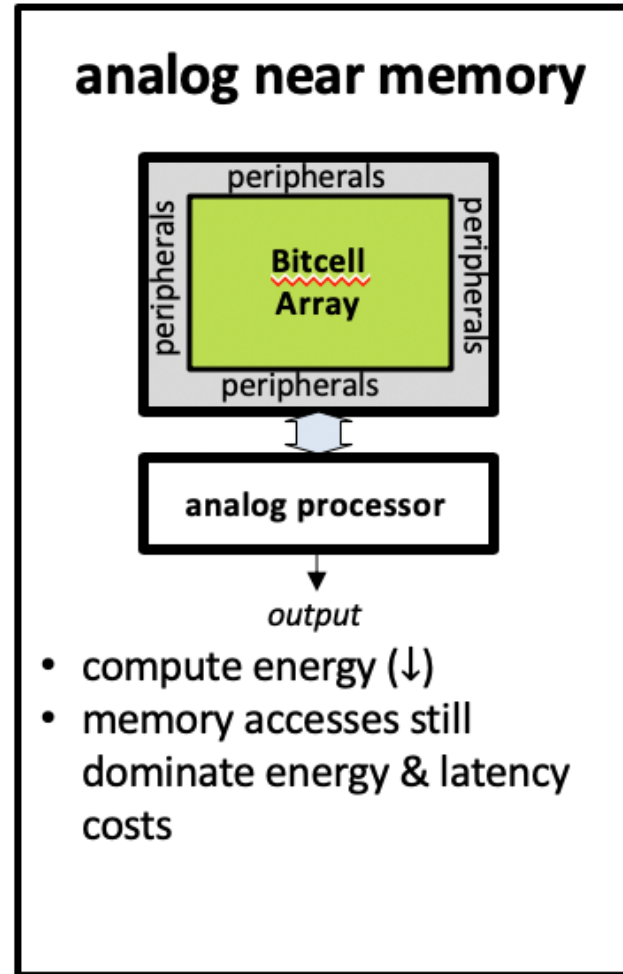 analog near memory
peripherals
peripherals
Bitcell
Array
peripherals
peripherals
analog processor
output
• compute energy (↓)
• memory accesses still
dominate energy & latency
costs